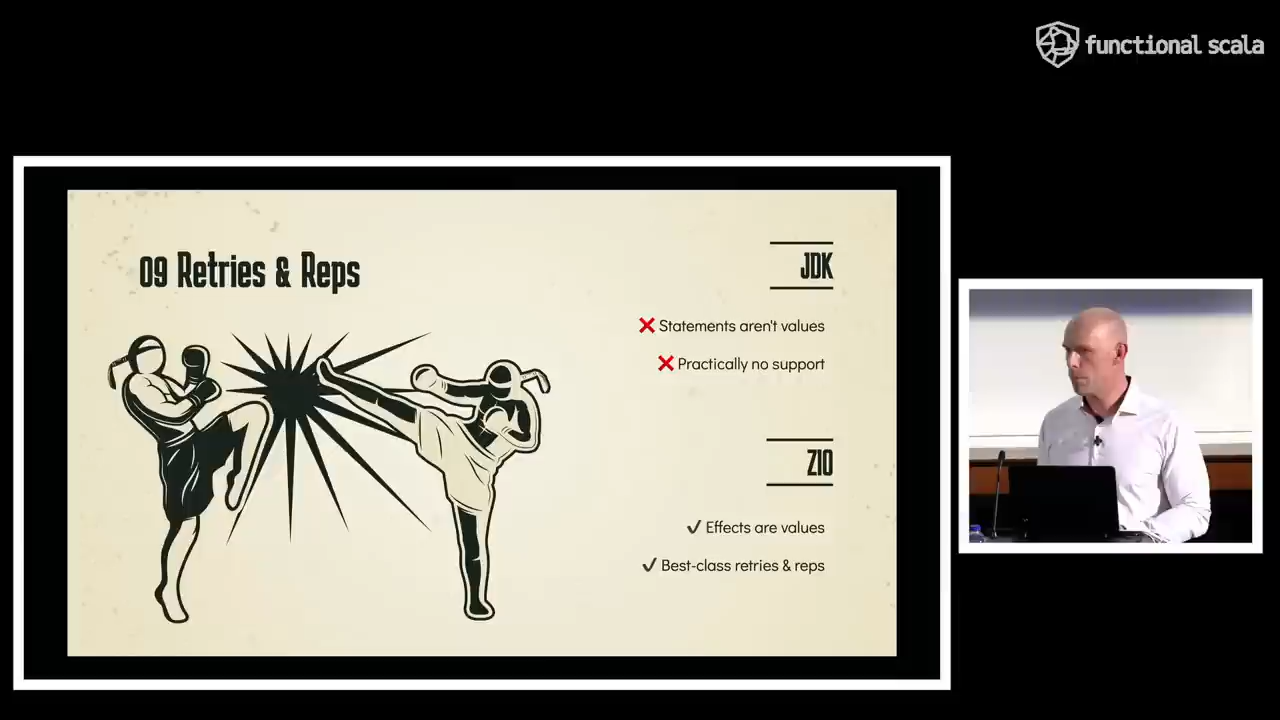 functional scala
09 Retries & Reps
JDK
❌ Statements aren't values
❌ Practically no support
ZIO
✓ Effects are values
✓ Best-class retries & reps